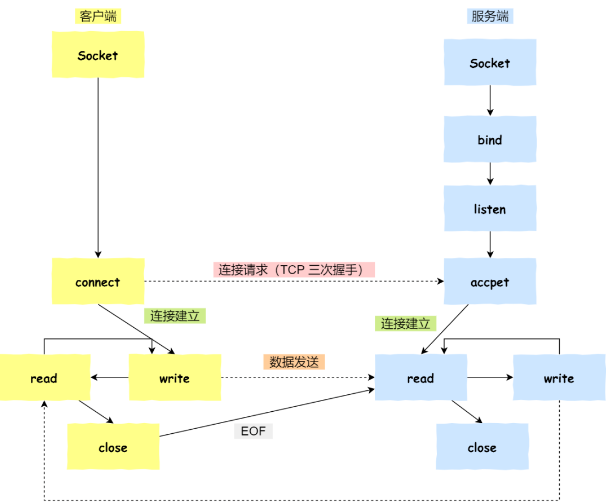 客户端
服务端
Socket
Socket
bind
listen
连接请求（TCP 三次握手）
connect
accpet
连接建立
连接建立
数据发送
read
write
read
write
EOF
close
close